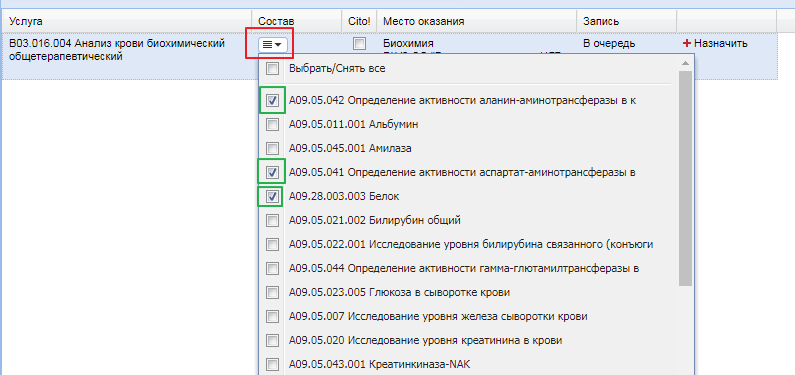 Услуга Состав Cito! Место оказания Запись
B03.016.004 Анализ крови биохимический Биохимия В очередь + Назначить
общетерапевтический
Выбрать/Снять все
A09.05.042 Определение активности аланин-аминотрансферазы в к
A09.05.011.001 Альбумин
A09.05.045.001 Амилаза
A09.05.041 Определение активности аспартат-аминотрансферазы в
A09.28.003.003 Белок
A09.05.021.002 Билирубин общий
A09.05.022.001 Исследование уровня билирубина связанного (конъюги
A09.05.044 Определение активности гамма-глютамилтрансферазы в
A09.05.023.005 Глюкоза в сыворотке крови
A09.05.007 Исследование уровня железа сыворотки крови
A09.05.020 Исследование уровня креатинина в крови
A09.05.043.001 Креатинкиназа-NAK